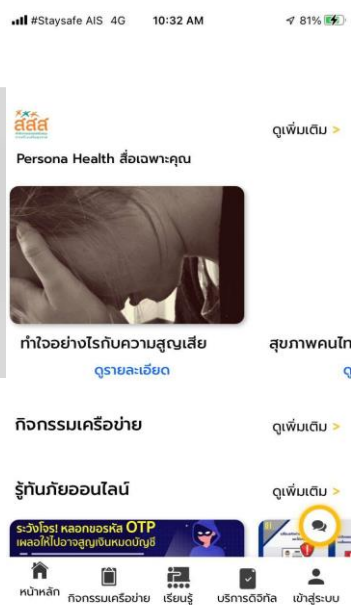 #Staysafe AIS 4G 10:32 AM 81%
สสส
ดูเพิ่มเติม >
Persona Health สื่อเฉพาะคุณ
ทำใจอย่างไรกับความสูญเสีย
สุขภาพคนไท
ดูรายละเอียด
ดู
กิจกรรมเครือข่าย
ดูเพิ่มเติม >
รู้ทันภัยออนไลน์
ดูเพิ่มเติม >
ระวังโจร! หลอกขอรหัส OTP
เผลอให้ไปอาจสูญเงินหมดบัญชี
หน้าหลัก
กิจกรรมเครือข่าย
เรียนรู้
บริการดิจิทัล
เข้าสู่ระบบ